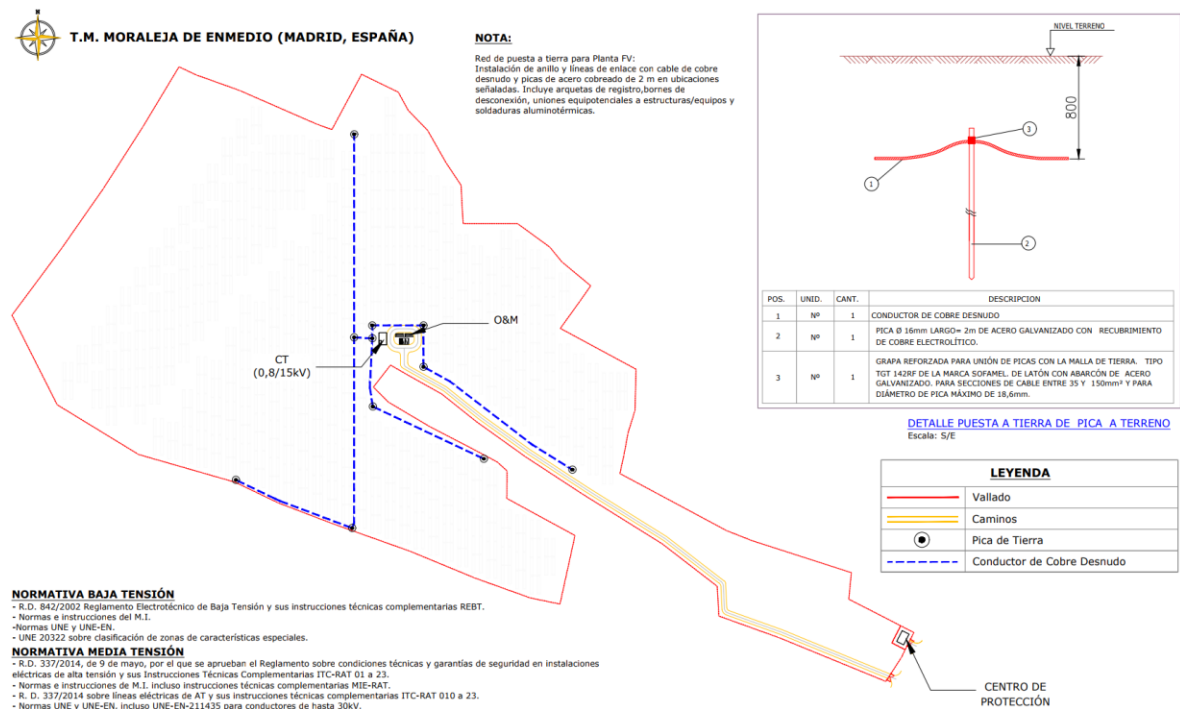 T.M. MORALEJA DE ENMEDIO (MADRID, ESPAÑA)
NOTA:
Red de puesta a tierra para Planta FV:
Instalación de anillo y líneas de enlace con cable de cobre
desnudo y picas de acero cobreado de 2 m en ubicaciones
señaladas. Incluye arquetas de registro,bornes de
desconexión, uniones equipotenciales a estructuras/equipos y
soldaduras aluminotérmicas.
NIVEL TERRENO
800
3
1
2
POS. UNID. CANT. DESCRIPCION
1 Nº 1 CONDUCTOR DE COBRE DESNUDO
2 Nº 1 PICA Ø 16mm LARGO= 2m DE ACERO GALVANIZADO CON RECUBRIMIENTO
DE COBRE ELECTROLÍTICO.
3 Nº 1 GRAPA REFORZADA PARA UNIÓN DE PICAS CON LA MALLA DE TIERRA. TIPO
TGT 142RF DE LA MARCA SOFAMEL. DE LATÓN CON ABARCÓN DE ACERO
GALVANIZADO. PARA SECCIONES DE CABLE ENTRE 35 Y 150mm² Y PARA
DIÁMETRO DE PICA MÁXIMO DE 18,6mm.
DETALLE PUESTA A TIERRA DE PICA A TERRENO
Escala: S/E
O&M
CT
(0,8/15kV)
LEYENDA
Vallado
Caminos
Pica de Tierra
Conductor de Cobre Desnudo
CENTRO DE
PROTECCIÓN
NORMATIVA BAJA TENSIÓN
- R.D. 842/2002 Reglamento Electrotécnico de Baja Tensión y sus instrucciones técnicas complementarias REBT.
- Normas e instrucciones del M.I.
-Normas UNE y UNE-EN.
- UNE 20322 sobre clasificación de zonas de características especiales.
NORMATIVA MEDIA TENSIÓN
- R.D. 337/2014, de 9 de mayo, por el que se aprueban el Reglamento sobre condiciones técnicas y garantías de seguridad en instalaciones
eléctricas de alta tensión y sus Instrucciones Técnicas Complementarias ITC-RAT 01 a 23.
- Normas e instrucciones de M.I. incluso instrucciones técnicas complementarias MIE-RAT.
- R. D. 337/2014 sobre líneas eléctricas de AT y sus instrucciones técnicas complementarias ITC-RAT 010 a 23.
- Normas UNE y UNE-EN, incluso UNE-EN-211435 para conductores de hasta 30kV.